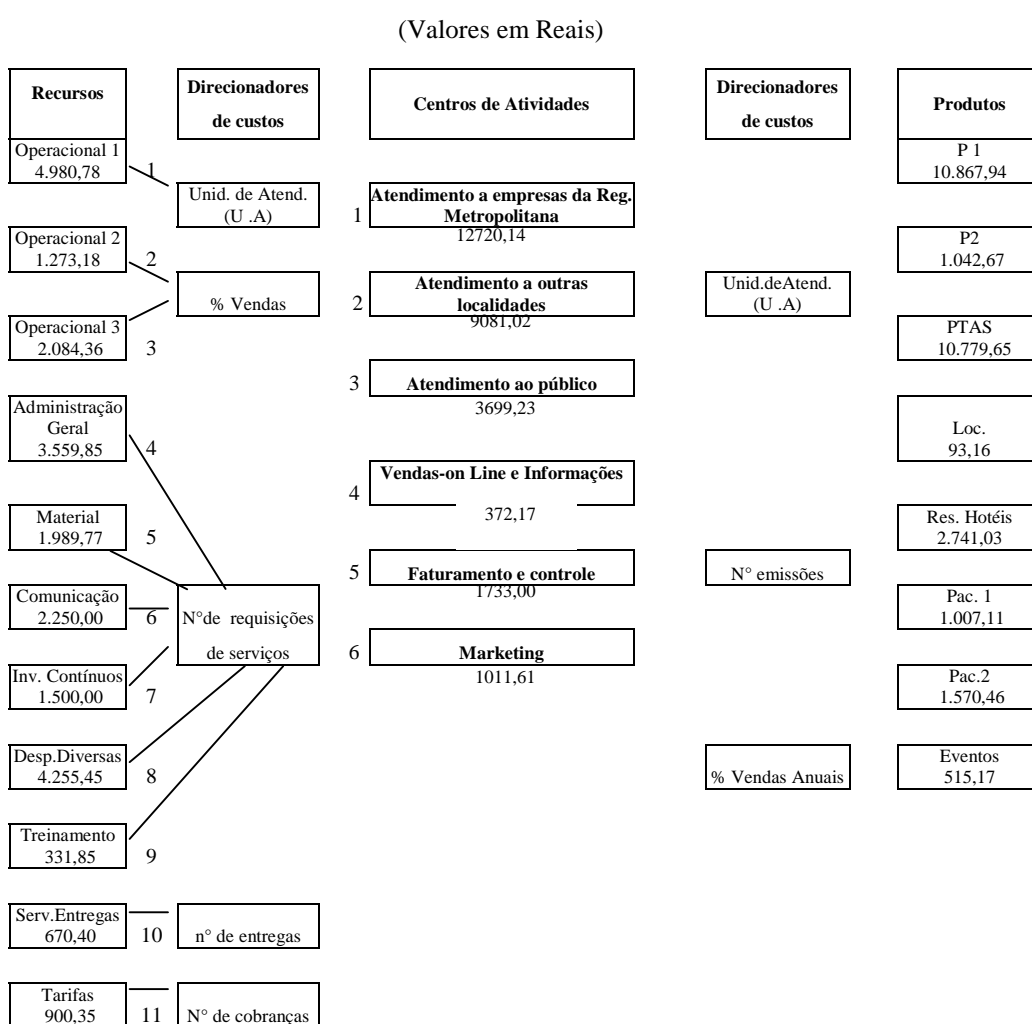 (Valores em Reais)
Recursos
Direcionadores
de custos
Centros de Atividades
Direcionadores
de custos
Produtos
Operacional 1
4.980,78
1
Unid. de Atend.
(U .A)
1
Atendimento a empresas da Reg.
Metropolitana
12720,14
P 1
10.867,94
Operacional 2
1.273,18
2
% Vendas
2
Atendimento a outras
localidades
9081,02
Unid.deAtend.
(U .A)
P2
1.042,67
Operacional 3
2.084,36
3
3
Atendimento ao público
3699,23
PTAS
10.779,65
Administração
Geral
3.559,85
4
4
Vendas-on Line e Informações
372,17
Loc.
93,16
Material
1.989,77
5
5
Faturamento e controle
1733,00
N° emissões
Res. Hotéis
2.741,03
Comunicação
2.250,00
6
N°de requisições
de serviços
6
Marketing
1011,61
Pac. 1
1.007,11
Inv. Contínuos
1.500,00
7
Pac.2
1.570,46
Desp.Diversas
4.255,45
8
% Vendas Anuais
Eventos
515,17
Treinamento
331,85
9
Serv.Entregas
670,40
10
n° de entregas
Tarifas
900,35
11
N° de cobranças